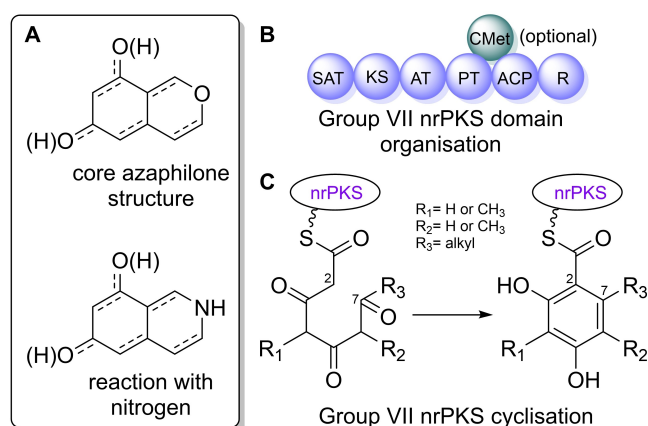 A
O(H)
O
(H)O
core azaphilone
structure
O(H)
NH
(H)O
reaction with
nitrogen
B
CMet (optional)
SAT KS AT PT ACP R
Group VII nrPKS domain
organisation
C
nrPKS
R1= H or CH3
R2= H or CH3
R3= alkyl
nrPKS
S O
2
O 7 R3
O
R1 R2
O
S O
2
HO 7 R3
R1 R2
OH
Group VII nrPKS cyclisation